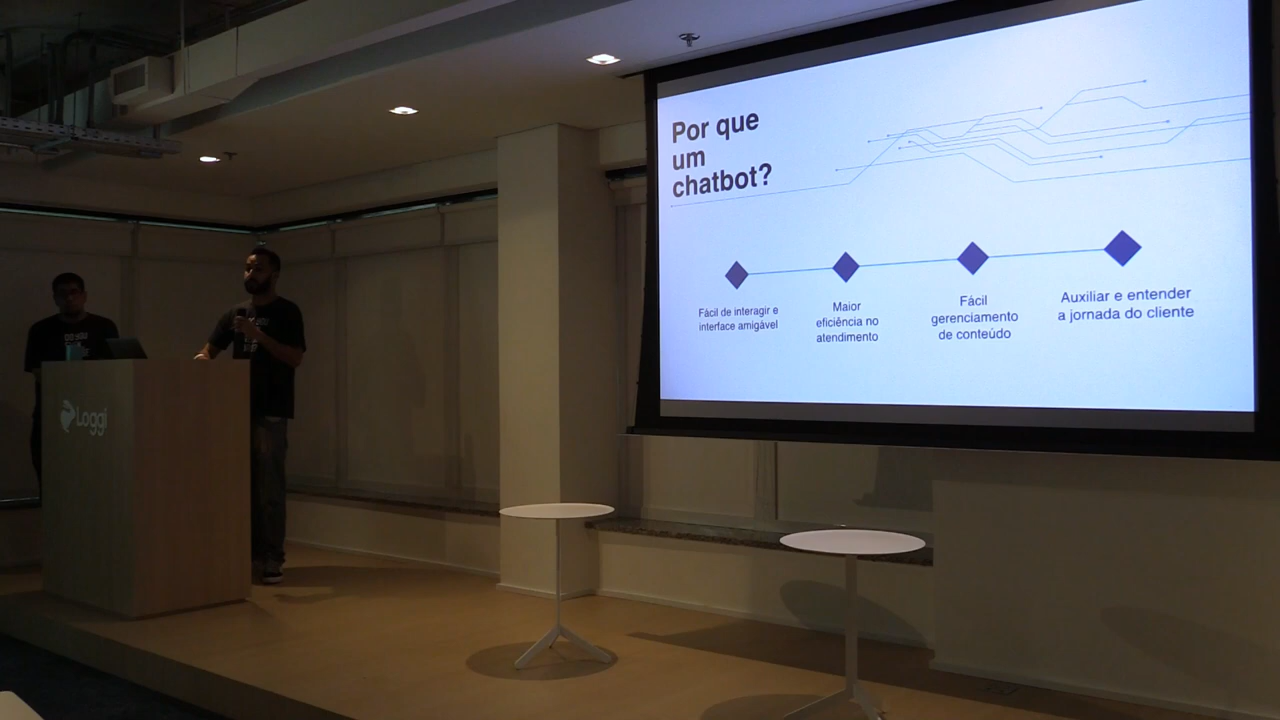 Por que
um
chatbot?
Fácil de interagir e
interface amigável
Maior
eficiência no
atendimento
Fácil
gerenciamento
de conteúdo
Auxiliar e entender
a jornada do cliente
Loggi